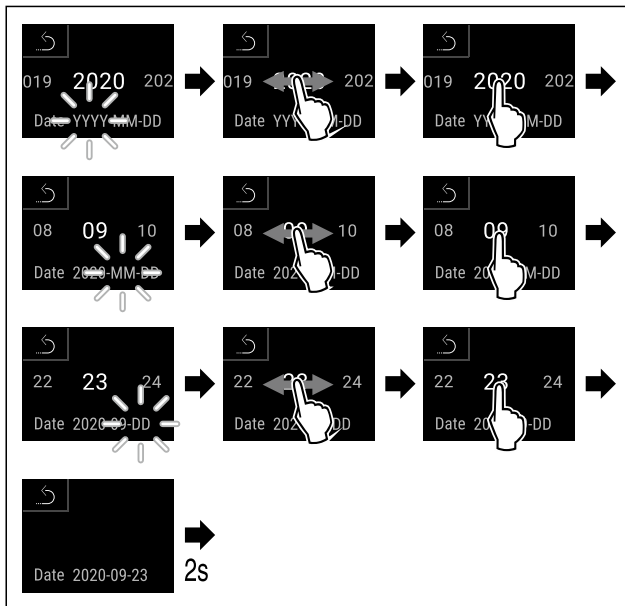 019 2020 202
Date YYYY-MM-DD
019 202
Date YY -DD
019 2020 202
Date YY M-DD
08 09 10
Date 2020-MM-DD
08 10
Date 202 -DD
08 09 10
Date 20 M-DD
22 23 24
Date 2020-09-DD
22 24
Date 202 DD
22 23 24
Date 20 -DD
Date 2020-09-23
2s